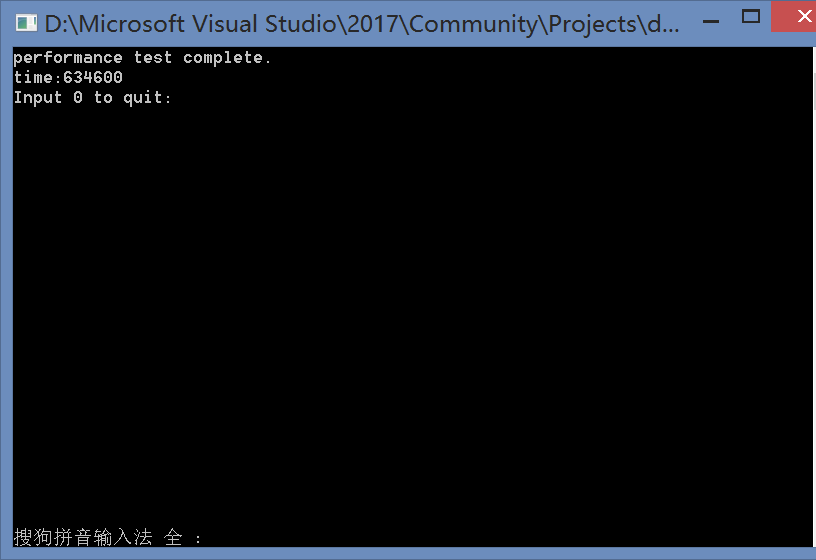 D:\Microsoft Visual Studio\2017\Community\Projects\d...
performance test complete.
time:634600
Input 0 to quit:
搜狗拼音输入法 全 :